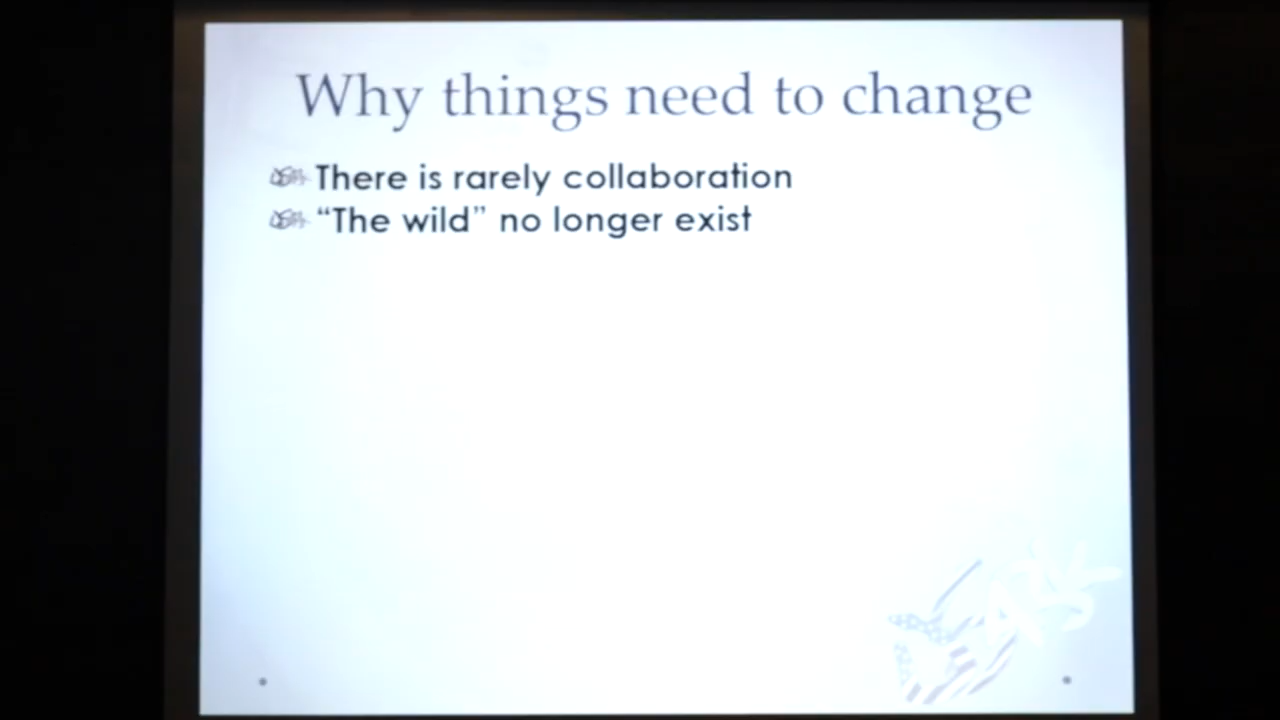 Why things need to change
There is rarely collaboration
“The wild” no longer exist